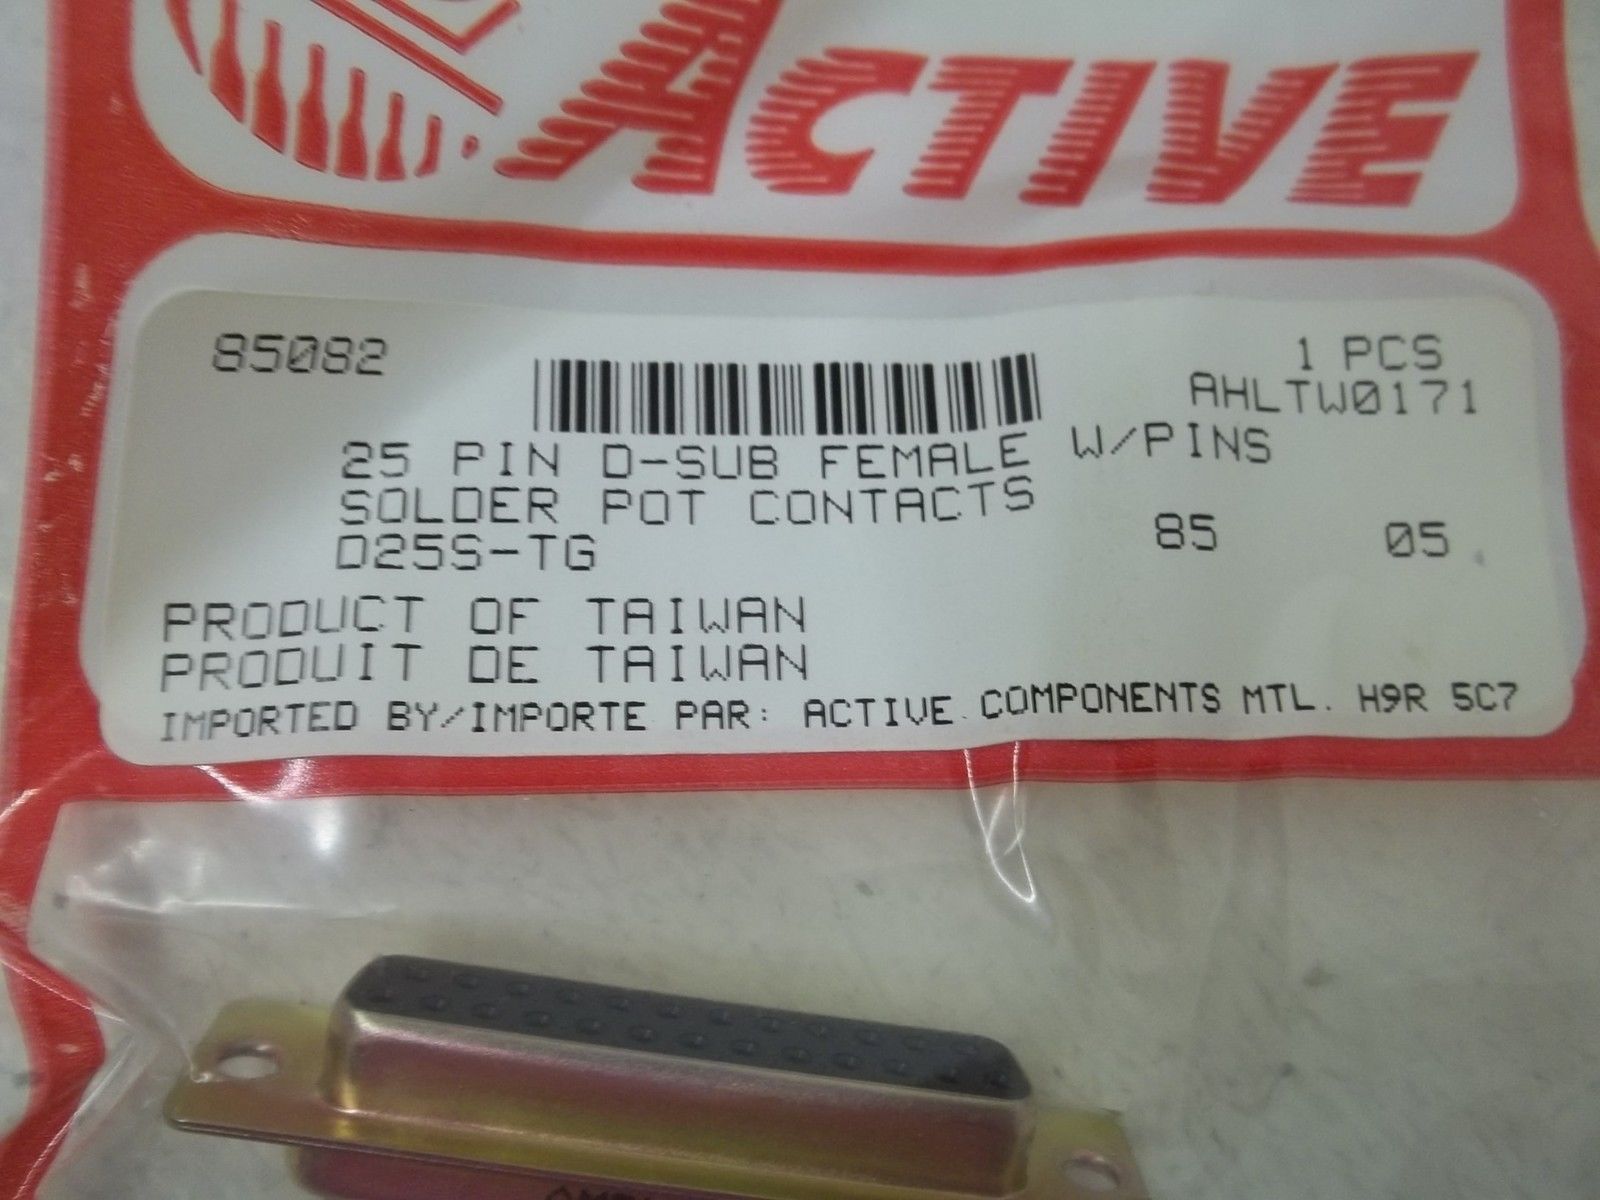 ACTIVE
85082
1 PCS
AHLTW0171
25 PIN D-SUB FEMALE W/PINS
SOLDER POT CONTACTS
D25S-TG 85 05
PRODUCT OF TAIWAN
PRODUIT DE TAIWAN
IMPORTED BY/IMPORTE PAR: ACTIVE COMPONENTS MTL. H9R 5C7